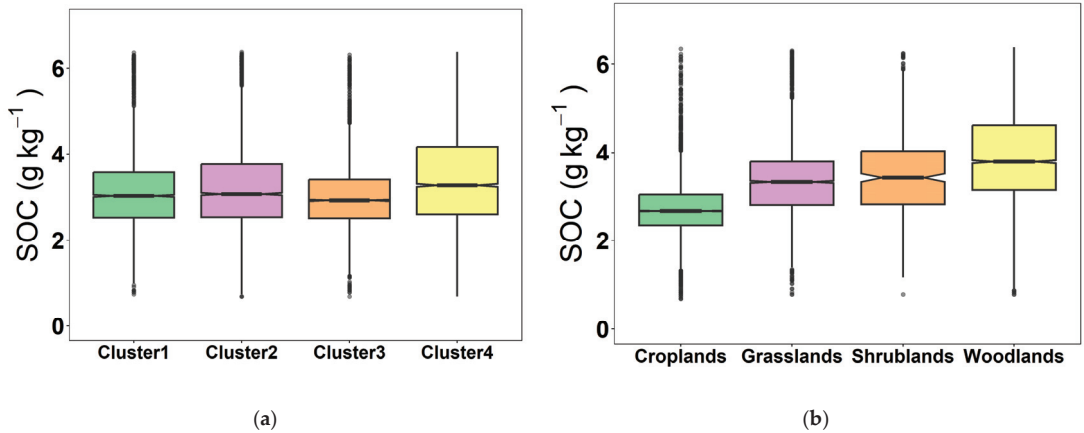 SOC (g kg⁻¹)
6
4
2
0
Cluster1 Cluster2 Cluster3 Cluster4
(a)
SOC (g kg⁻¹)
6
4
2
0
Croplands Grasslands Shrublands Woodlands
(b)